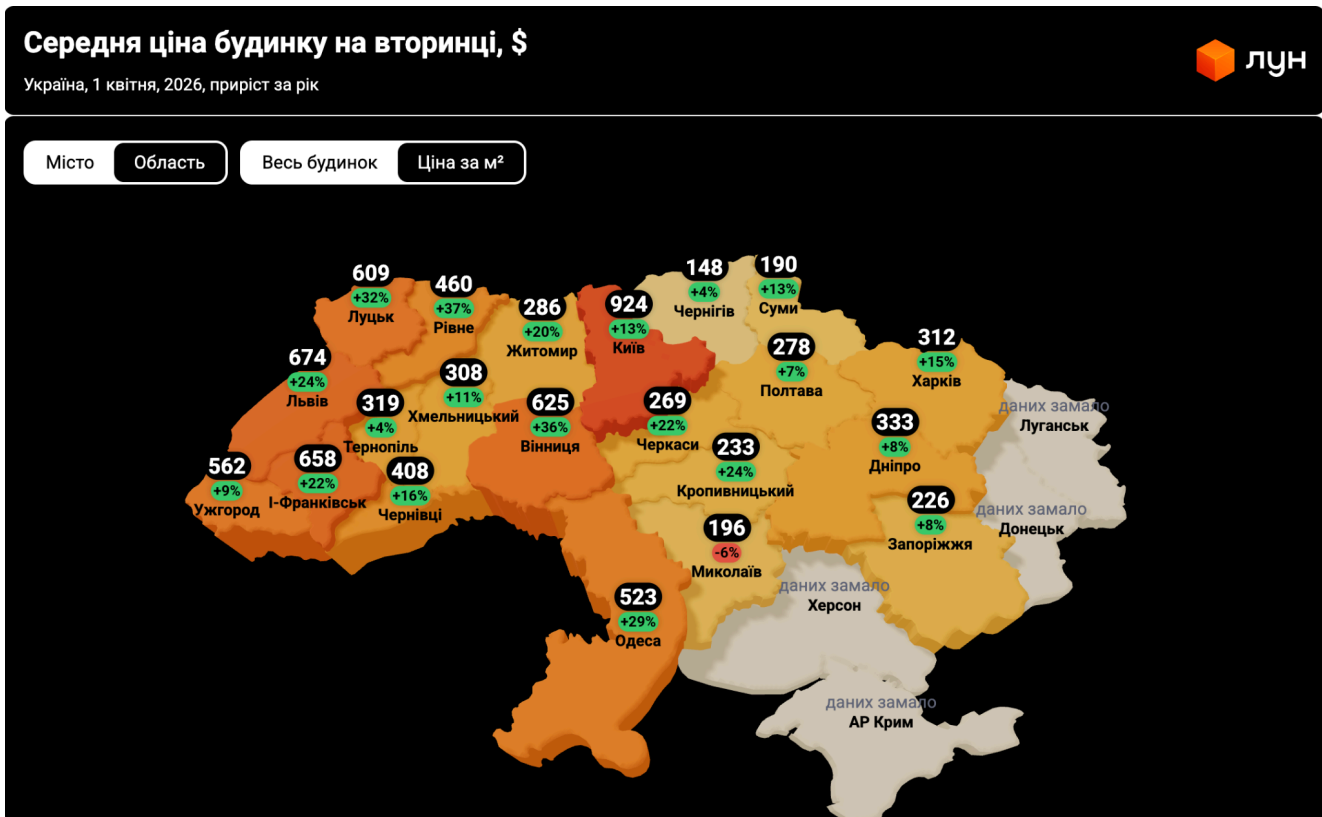 Середня ціна будинку на вторинці, $
Україна, 1 квітня, 2026, приріст за рік
лун
Місто
Область
Весь будинок
Ціна за м²
609
+32%
Луцьк
460
+37%
Рівне
286
+20%
Житомир
924
+13%
Київ
148
+4%
Чернігів
190
+13%
Суми
674
+24%
Львів
319
+4%
Тернопіль
308
+11%
Хмельницький
625
+36%
Вінниця
269
+22%
Черкаси
278
+7%
Полтава
312
+15%
Харків
даних замало
Луганськ
562
+9%
Ужгород
658
+22%
І-Франківськ
408
+16%
Чернівці
233
+24%
Кропивницький
333
+8%
Дніпро
226
+8%
Запоріжжя
даних замало
Донецьк
196
-6%
Миколаїв
523
+29%
Одеса
даних замало
Херсон
даних замало
АР Крим